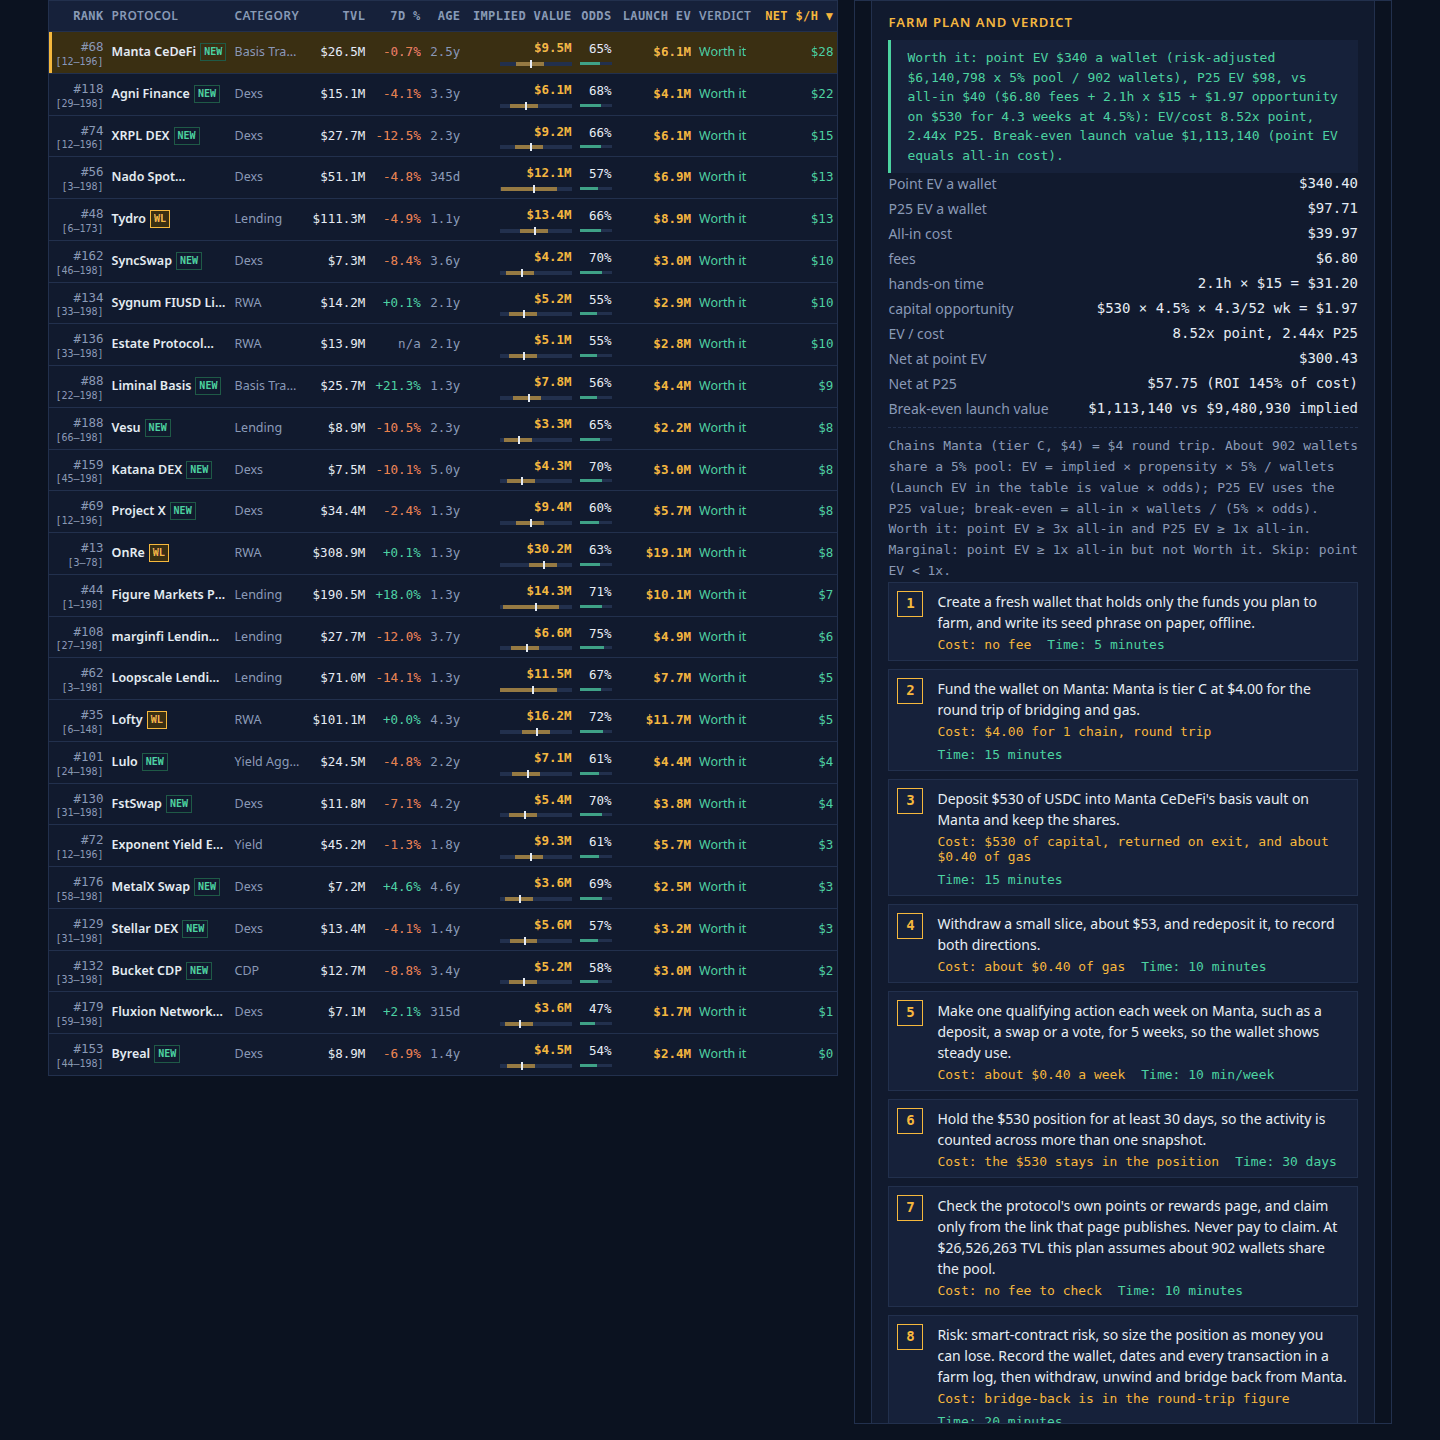 RANK PROTOCOL CATEGORY TVL 7D % AGE IMPLIED VALUE ODDS LAUNCH EV VERDICT NET $/H ▼
#68 Manta CeDeFi NEW Basis Tra... $26.5M -0.7% 2.5y $9.5M 65% $6.1M Worth it $28
[12–196]
#118 Agni Finance NEW Dexs $15.1M -4.1% 3.3y $6.1M 68% $4.1M Worth it $22
[29–198]
#74 XRPL DEX NEW Dexs $27.7M -12.5% 2.3y $9.2M 66% $6.1M Worth it $15
[12–196]
#56 Nado Spot... Dexs $51.1M -4.8% 345d $12.1M 57% $6.9M Worth it $13
[3–198]
#48 Tydro WL Lending $111.3M -4.9% 1.1y $13.4M 66% $8.9M Worth it $13
[6–173]
#162 SyncSwap NEW Dexs $7.3M -8.4% 3.6y $4.2M 70% $3.0M Worth it $10
[46–198]
#134 Sygnum FIUSD Li... RWA $14.2M +0.1% 2.1y $5.2M 55% $2.9M Worth it $10
[33–198]
#136 Estate Protocol... RWA $13.9M n/a 2.1y $5.1M 55% $2.8M Worth it $10
[33–198]
#88 Liminal Basis NEW Basis Tra... $25.7M +21.3% 1.3y $7.8M 56% $4.4M Worth it $9
[22–198]
#188 Vesu NEW Lending $8.9M -10.5% 2.3y $3.3M 65% $2.2M Worth it $8
[66–198]
#159 Katana DEX NEW Dexs $7.5M -10.1% 5.0y $4.3M 70% $3.0M Worth it $8
[45–198]
#69 Project X NEW Dexs $34.4M -2.4% 1.3y $9.4M 60% $5.7M Worth it $8
[12–196]
#13 OnRe WL RWA $308.9M +0.1% 1.3y $30.2M 63% $19.1M Worth it $8
[3–78]
#44 Figure Markets P... Lending $190.5M +18.0% 1.3y $14.3M 71% $10.1M Worth it $7
[1–198]
#108 marginfi Lendin... Lending $27.7M -12.0% 3.7y $6.6M 75% $4.9M Worth it $6
[27–198]
#62 Loopscale Lendi... Lending $71.0M -14.1% 1.3y $11.5M 67% $7.7M Worth it $5
[3–198]
#35 Lofty WL RWA $101.1M +0.0% 4.3y $16.2M 72% $11.7M Worth it $5
[6–148]
#101 Lulo NEW Yield Agg... $24.5M -4.8% 2.2y $7.1M 61% $4.4M Worth it $4
[24–198]
#130 FstSwap NEW Dexs $11.8M -7.1% 4.2y $5.4M 70% $3.8M Worth it $4
[31–198]
#72 Exponent Yield E... Yield $45.2M -1.3% 1.8y $9.3M 61% $5.7M Worth it $3
[12–196]
#176 MetalX Swap NEW Dexs $7.2M +4.6% 4.6y $3.6M 69% $2.5M Worth it $3
[58–198]
#129 Stellar DEX NEW Dexs $13.4M -4.1% 1.4y $5.6M 57% $3.2M Worth it $3
[31–198]
#132 Bucket CDP NEW CDP $12.7M -8.8% 3.4y $5.2M 58% $3.0M Worth it $2
[33–198]
#179 Fluxion Network... Dexs $7.1M +2.1% 315d $3.6M 47% $1.7M Worth it $1
[59–198]
#153 Byreal NEW Dexs $8.9M -6.9% 1.4y $4.5M 54% $2.4M Worth it $0
[44–198]
FARM PLAN AND VERDICT
Worth it: point EV $340 a wallet (risk-adjusted
$6,140,798 x 5% pool / 902 wallets), P25 EV $98, vs
all-in $40 ($6.80 fees + 2.1h x $15 + $1.97 opportunity
on $530 for 4.3 weeks at 4.5%): EV/cost 8.52x point,
2.44x P25. Break-even launch value $1,113,140 (point EV
equals all-in cost).
Point EV a wallet $340.40
P25 EV a wallet $97.71
All-in cost $39.97
fees $6.80
hands-on time 2.1h × $15 = $31.20
capital opportunity $530 × 4.5% × 4.3/52 wk = $1.97
EV / cost 8.52x point, 2.44x P25
Net at point EV $300.43
Net at P25 $57.75 (ROI 145% of cost)
Break-even launch value $1,113,140 vs $9,480,930 implied
Chains Manta (tier C, $4) = $4 round trip. About 902 wallets
share a 5% pool: EV = implied × propensity × 5% / wallets
(Launch EV in the table is value × odds); P25 EV uses the
P25 value; break-even = all-in × wallets / (5% × odds).
Worth it: point EV ≥ 3x all-in and P25 EV ≥ 1x all-in.
Marginal: point EV ≥ 1x all-in but not Worth it. Skip: point
EV < 1x.
1 Create a fresh wallet that holds only the funds you plan to
farm, and write its seed phrase on paper, offline.
Cost: no fee Time: 5 minutes
2 Fund the wallet on Manta: Manta is tier C at $4.00 for the
round trip of bridging and gas.
Cost: $4.00 for 1 chain, round trip
Time: 15 minutes
3 Deposit $530 of USDC into Manta CeDeFi's basis vault on
Manta and keep the shares.
Cost: $530 of capital, returned on exit, and about
$0.40 of gas
Time: 15 minutes
4 Withdraw a small slice, about $53, and redeposit it, to record
both directions.
Cost: about $0.40 of gas Time: 10 minutes
5 Make one qualifying action each week on Manta, such as a
deposit, a swap or a vote, for 5 weeks, so the wallet shows
steady use.
Cost: about $0.40 a week Time: 10 min/week
6 Hold the $530 position for at least 30 days, so the activity is
counted across more than one snapshot.
Cost: the $530 stays in the position Time: 30 days
7 Check the protocol's own points or rewards page, and claim
only from the link that page publishes. Never pay to claim. At
$26,526,263 TVL this plan assumes about 902 wallets share
the pool.
Cost: no fee to check Time: 10 minutes
8 Risk: smart-contract risk, so size the position as money you
can lose. Record the wallet, dates and every transaction in a
farm log, then withdraw, unwind and bridge back from Manta.
Cost: bridge-back is in the round-trip figure
Time: 20 minutes